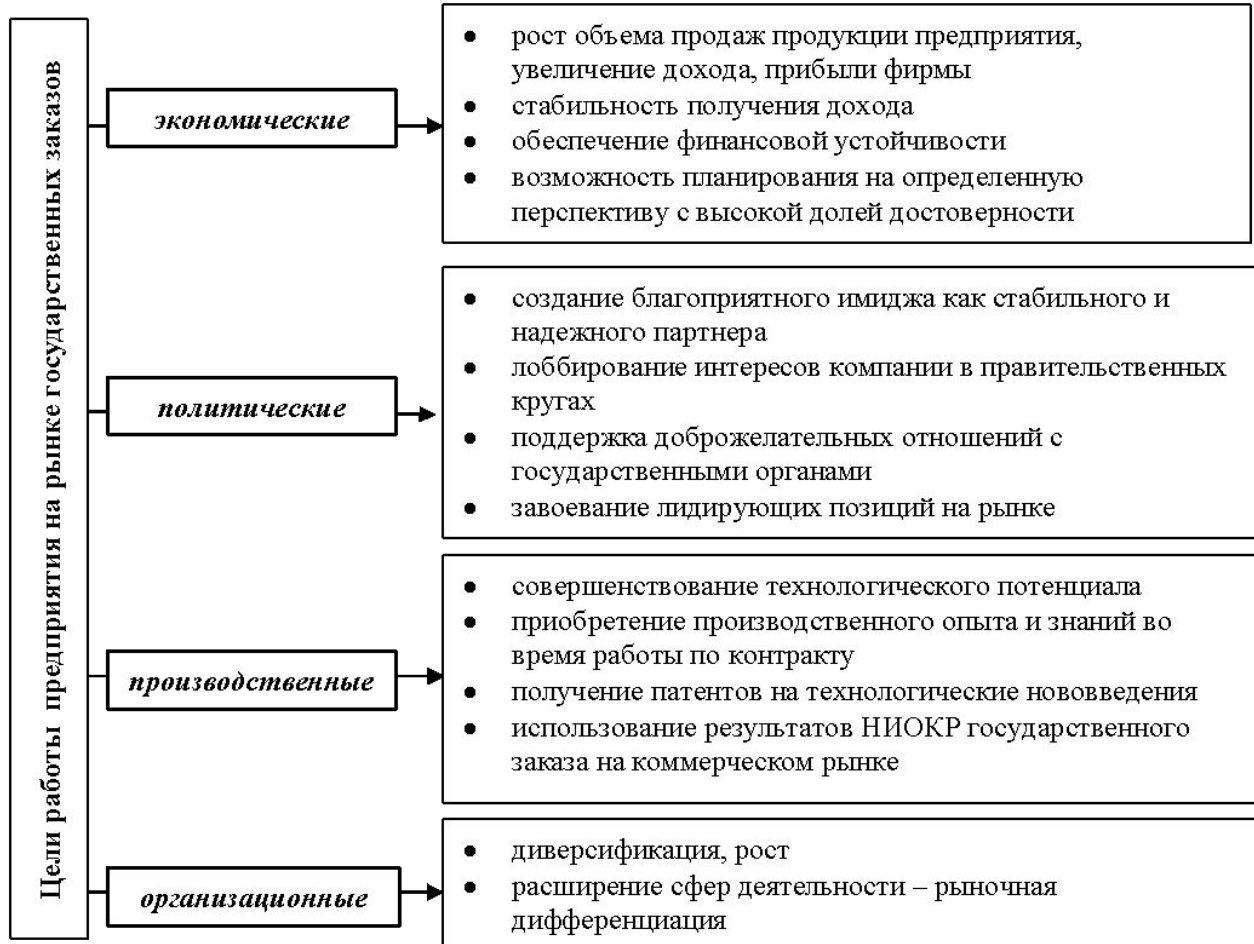 Цели работы предприятия на рынке государственных заказов
экономические
● рост объема продаж продукции предприятия,
увеличение дохода, прибыли фирмы
● стабильность получения дохода
● обеспечение финансовой устойчивости
● возможность планирования на определенную
перспективу с высокой долей достоверности
политические
● создание благоприятного имиджа как стабильного и
надежного партнера
● лоббирование интересов компании в правительственных
кругах
● поддержка доброжелательных отношений с
государственными органами
● завоевание лидирующих позиций на рынке
производственные
● совершенствование технологического потенциала
● приобретение производственного опыта и знаний во
время работы по контракту
● получение патентов на технологические нововведения
● использование результатов НИОКР государственного
заказа на коммерческом рынке
организационные
● диверсификация, рост
● расширение сфер деятельности – рыночная
дифференциация